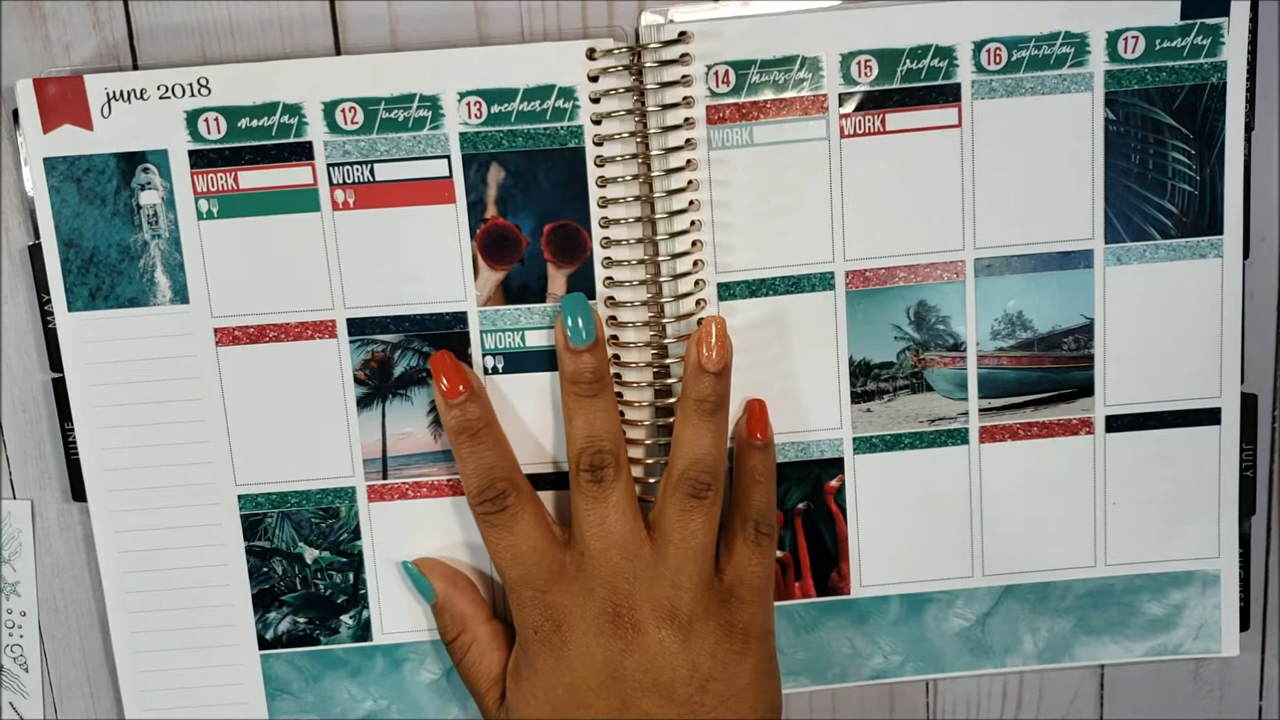 june 2018
11 monday
12 tuesday
13 wednesday
14 thursday
15 friday
16 saturday
17 sunday
WORK
WORK
WORK
WORK
WORK
MAY
JUNE
JULY
AUGUST